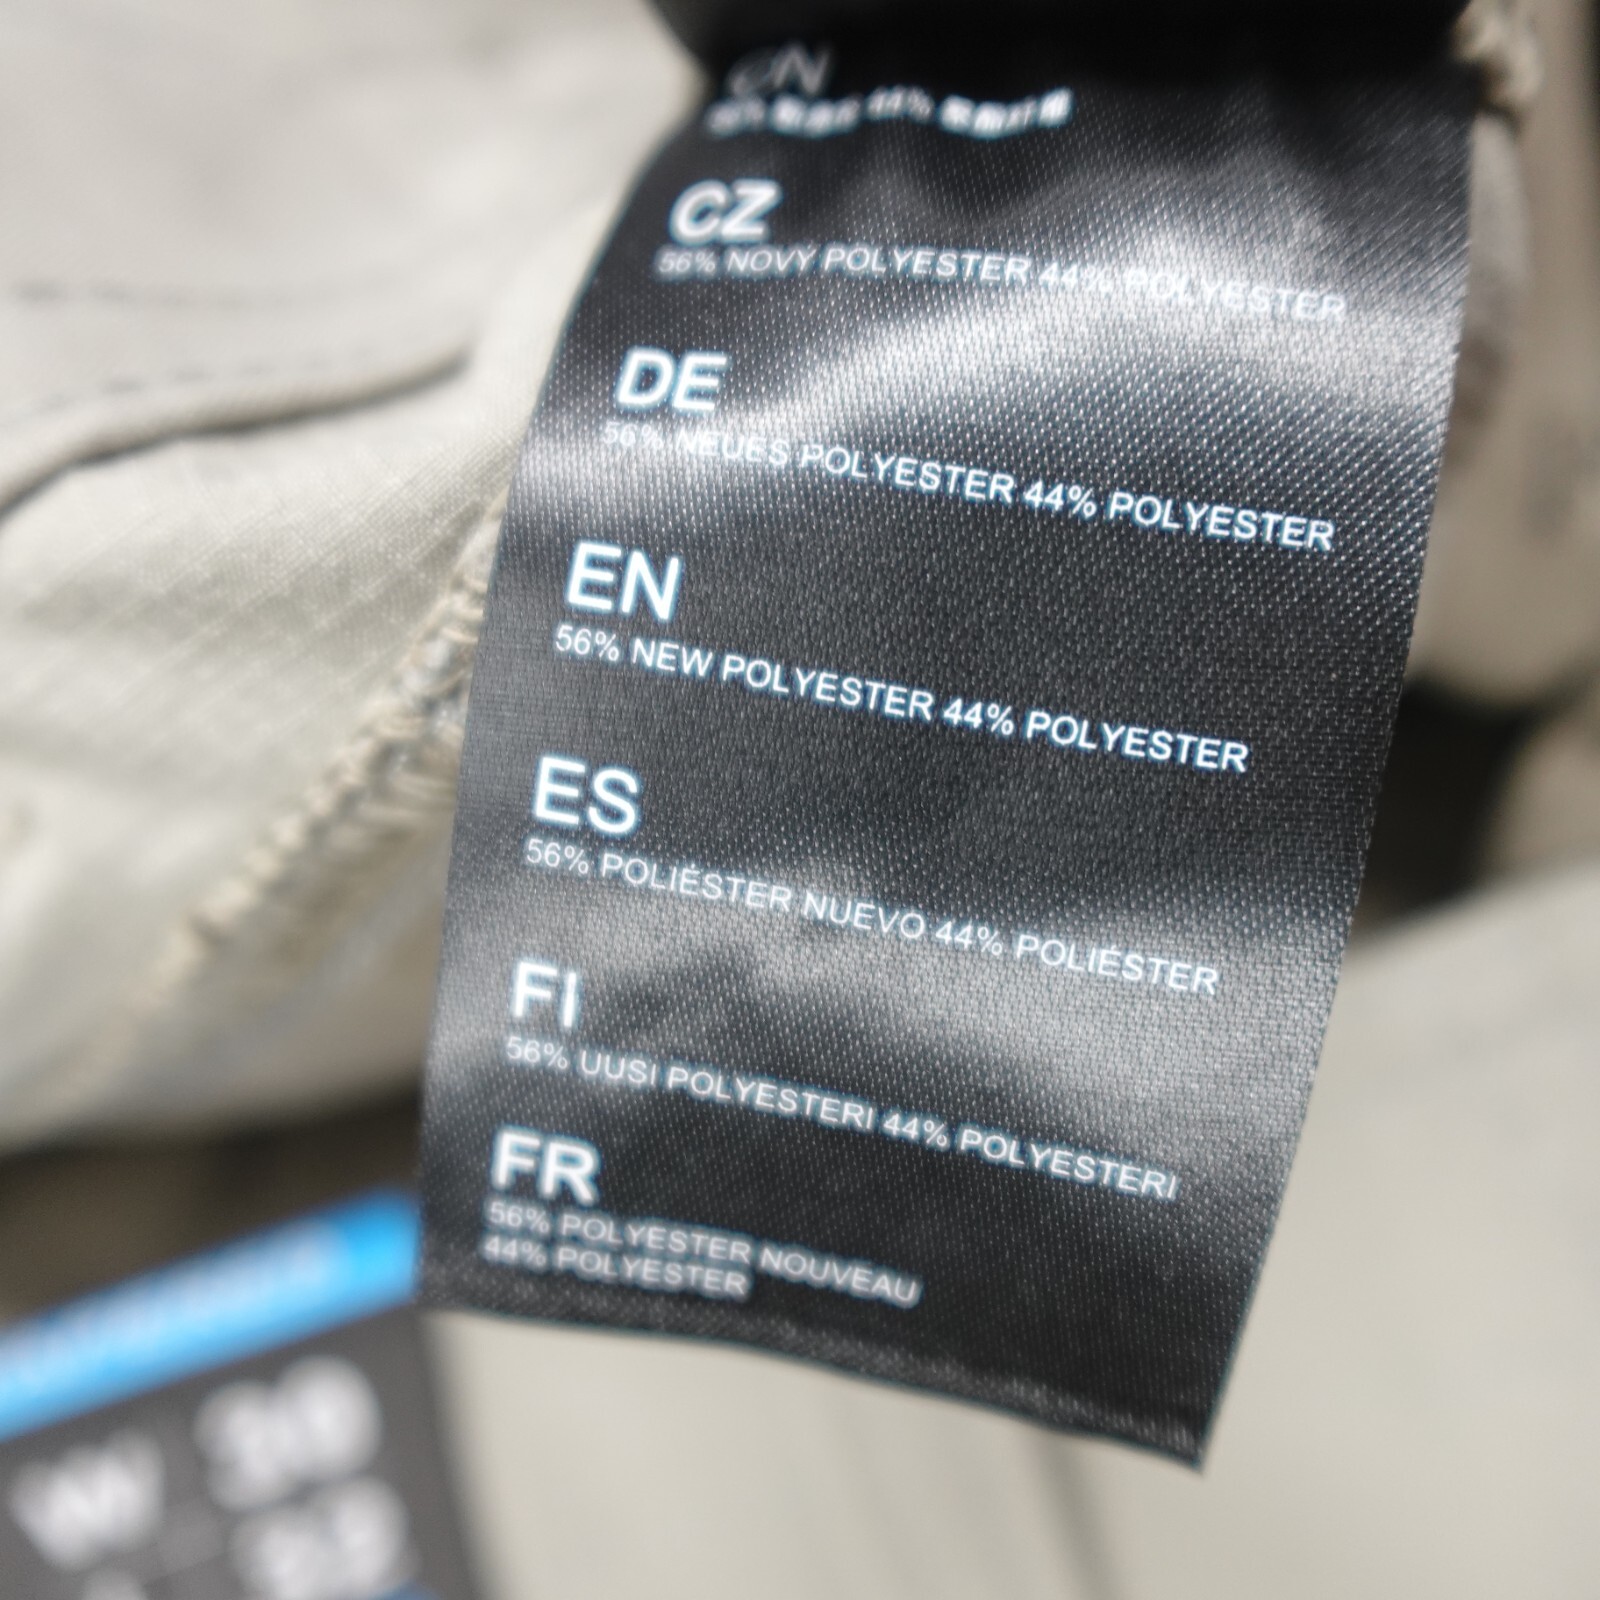 CN
CZ
56% NOVY POLYESTER 44% POLYESTER
DE
56% NEUES POLYESTER 44% POLYESTER
EN
56% NEW POLYESTER 44% POLYESTER
ES
56% POLIÉSTER NUEVO 44% POLIÉSTER
FI
56% UUSI POLYESTERI 44% POLYESTERI
FR
56% POLYESTER NOUVEAU
44% POLYESTER
W